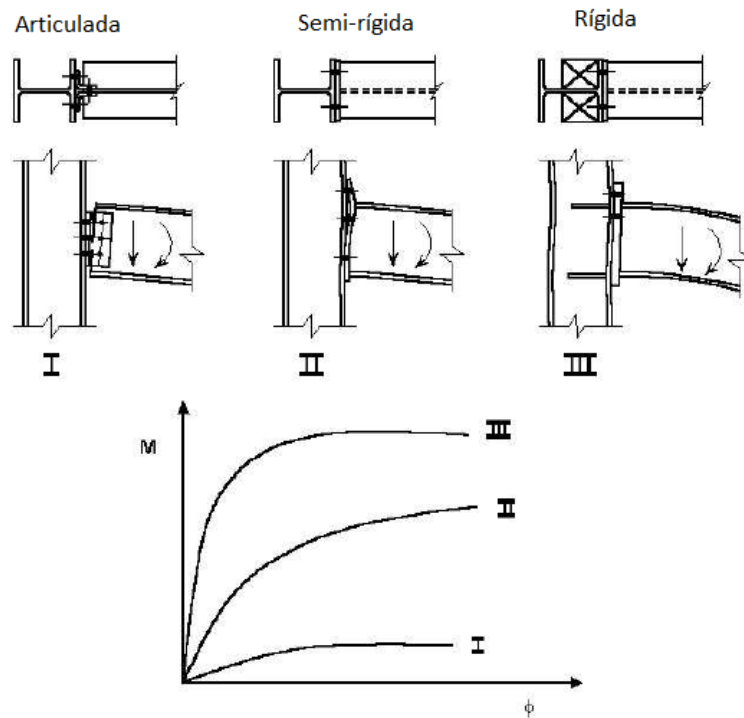 Articulada Semi-rígida Rígida
I II III
M
III
II
I
ϕ